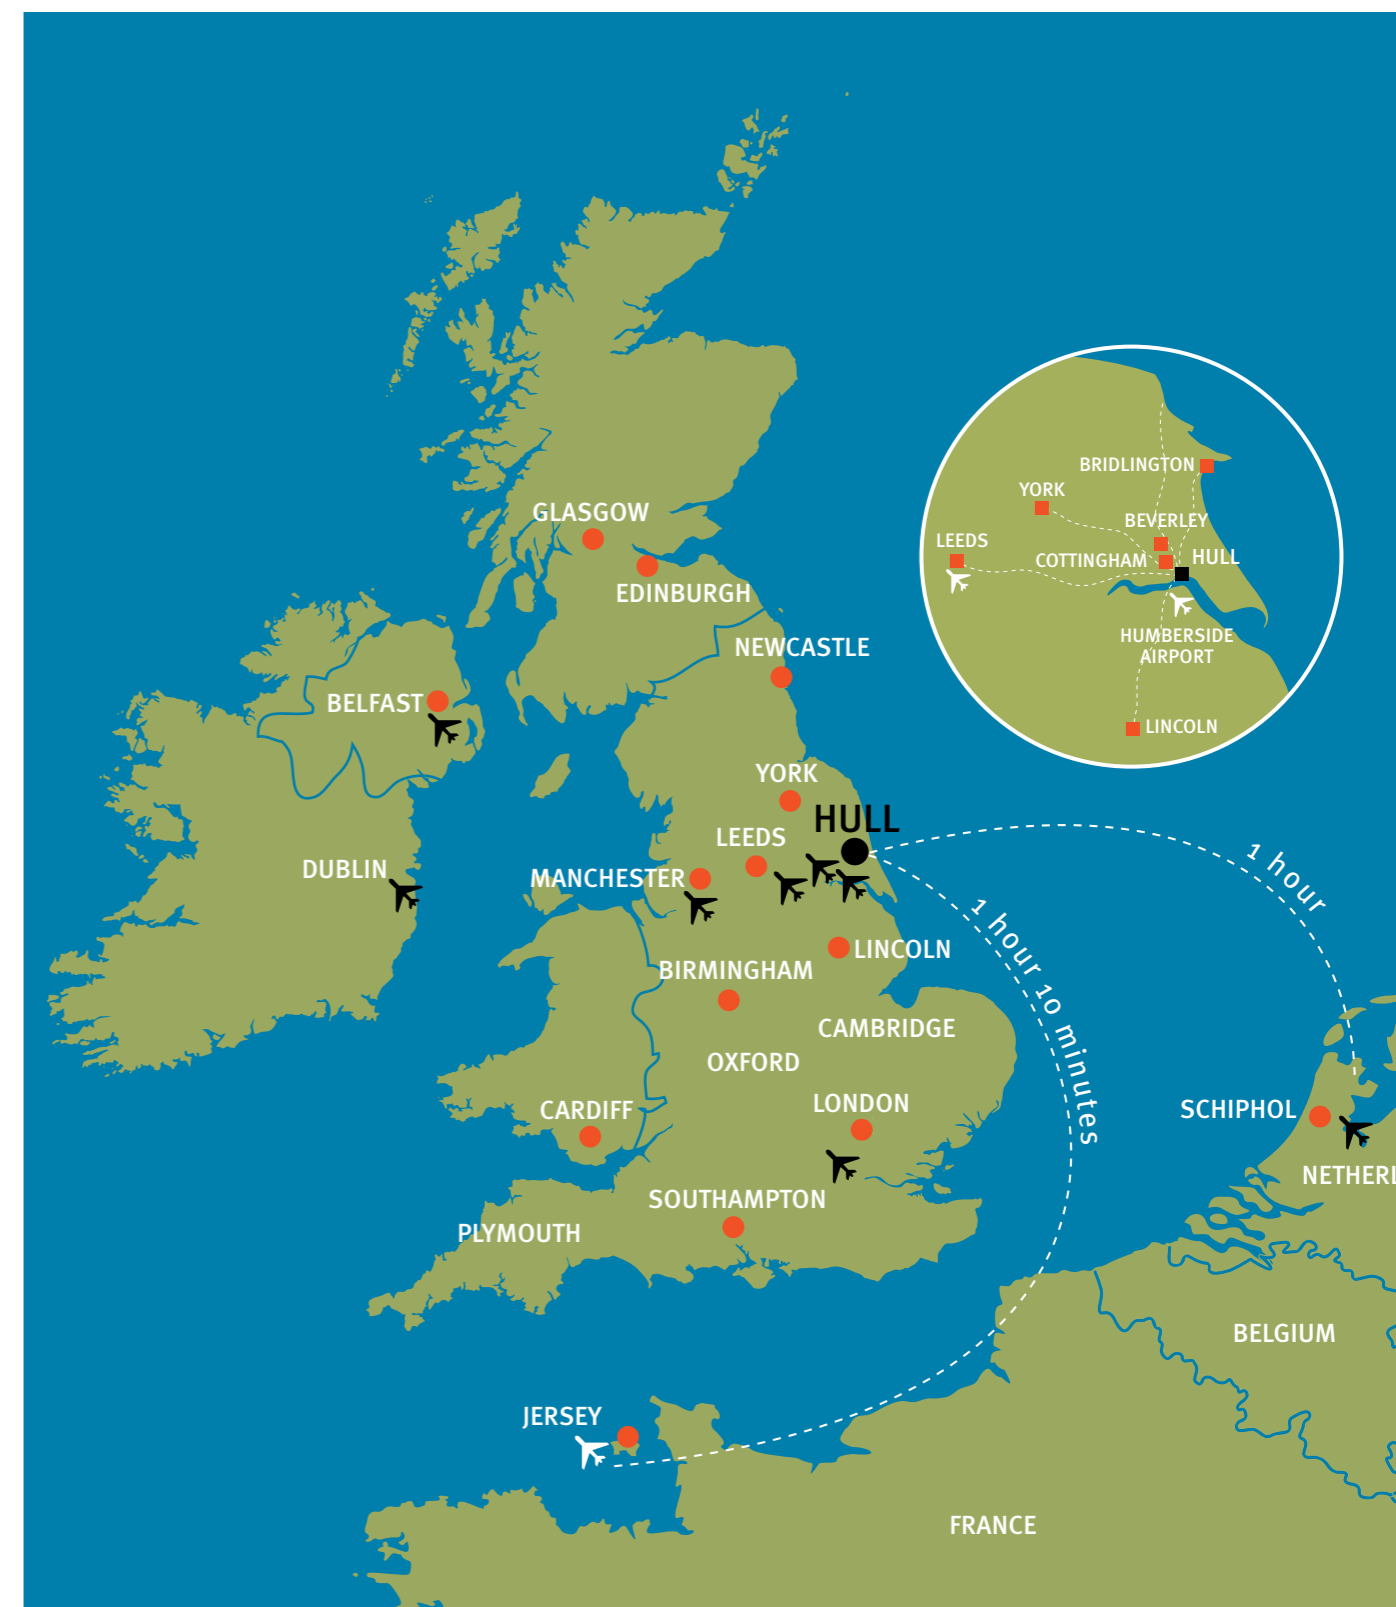 GLASGOW
EDINBURGH
NEWCASTLE
BELFAST
YORK
HULL
LEEDS
DUBLIN
MANCHESTER
LINCOLN
BIRMINGHAM
CAMBRIDGE
OXFORD
CARDIFF
LONDON
SOUTHAMPTON
PLYMOUTH
JERSEY
BRIDLINGTON
YORK
BEVERLEY
LEEDS
COTTINGHAM
HULL
HUMBERSIDE
AIRPORT
LINCOLN
1 hour
1 hour 10 minutes
SCHIPHOL
NETHERL
BELGIUM
FRANCE